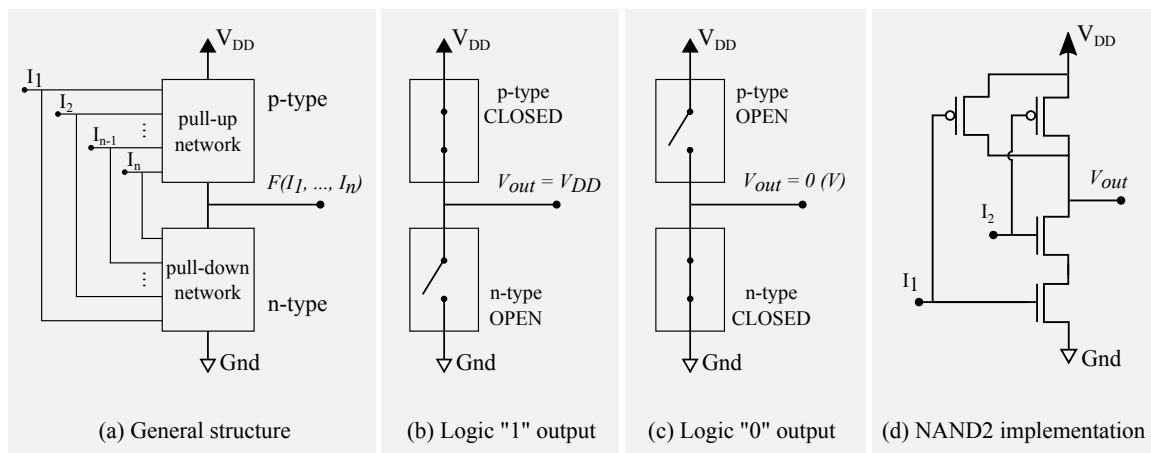 V_DD
I_1
I_2
I_n-1
I_n
⋮
pull-up
network
p-type
F(I_1, ..., I_n)
pull-down
network
⋮
n-type
Gnd
(a) General structure
V_DD
p-type
CLOSED
V_out = V_DD
n-type
OPEN
Gnd
(b) Logic "1" output
V_DD
p-type
OPEN
V_out = 0 (V)
n-type
CLOSED
Gnd
(c) Logic "0" output
V_DD
V_out
I_2
I_1
Gnd
(d) NAND2 implementation